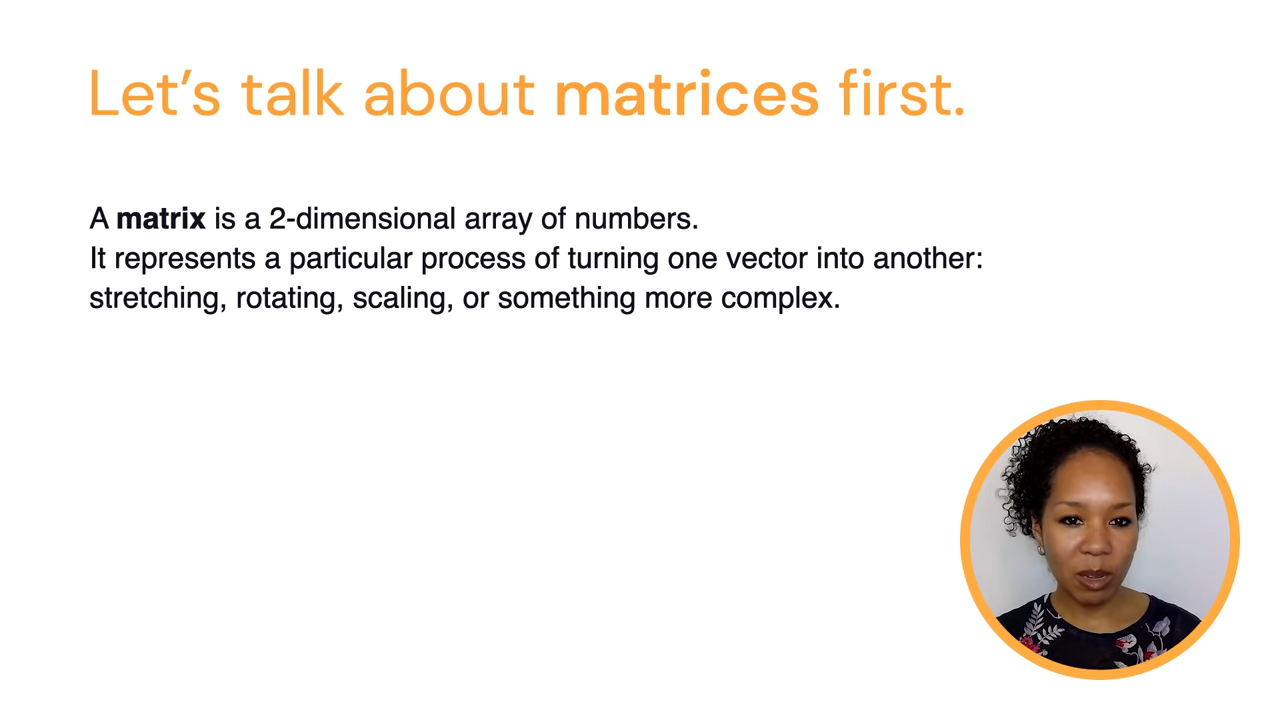 Let’s talk about matrices first.
A matrix is a 2-dimensional array of numbers.
It represents a particular process of turning one vector into another:
stretching, rotating, scaling, or something more complex.